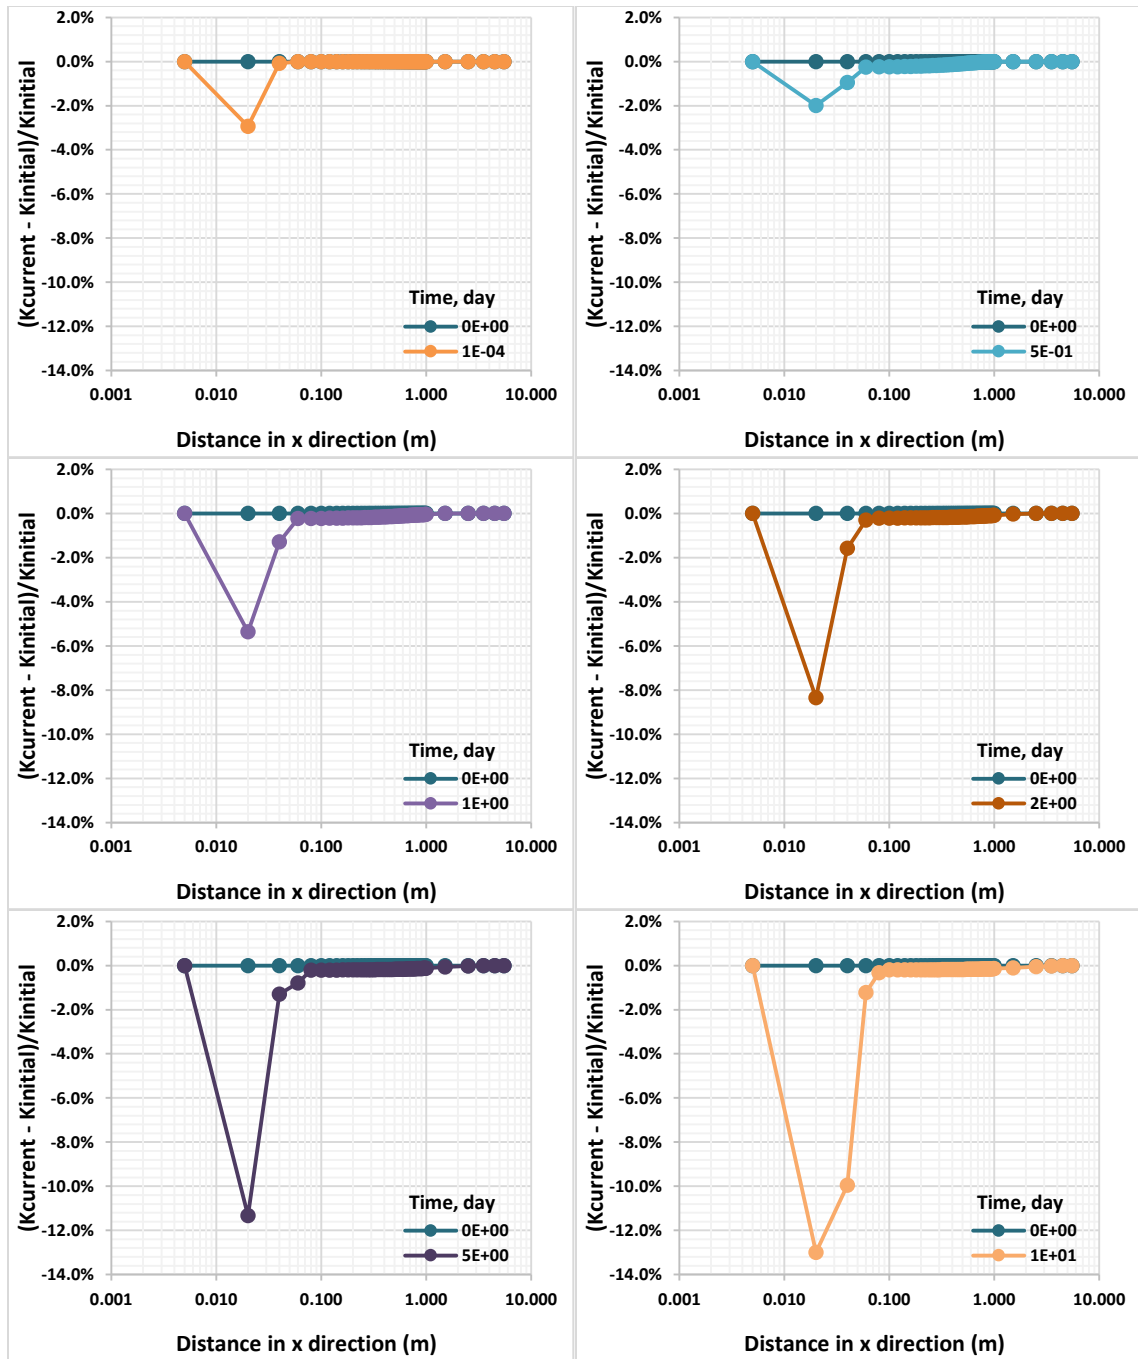 2.0%
0.0%
-2.0%
-4.0%
-6.0%
-8.0%
-10.0%
-12.0%
-14.0%
(Kcurrent - Kinitial)/Kinitial
Time, day
0E+00
1E-04
0.001 0.010 0.100 1.000 10.000
Distance in x direction (m)
2.0%
0.0%
-2.0%
-4.0%
-6.0%
-8.0%
-10.0%
-12.0%
-14.0%
(Kcurrent - Kinitial)/Kinitial
Time, day
0E+00
5E-01
0.001 0.010 0.100 1.000 10.000
Distance in x direction (m)
2.0%
0.0%
-2.0%
-4.0%
-6.0%
-8.0%
-10.0%
-12.0%
-14.0%
(Kcurrent - Kinitial)/Kinitial
Time, day
0E+00
1E+00
0.001 0.010 0.100 1.000 10.000
Distance in x direction (m)
2.0%
0.0%
-2.0%
-4.0%
-6.0%
-8.0%
-10.0%
-12.0%
-14.0%
(Kcurrent - Kinitial)/Kinitial
Time, day
0E+00
2E+00
0.001 0.010 0.100 1.000 10.000
Distance in x direction (m)
2.0%
0.0%
-2.0%
-4.0%
-6.0%
-8.0%
-10.0%
-12.0%
-14.0%
(Kcurrent - Kinitial)/Kinitial
Time, day
0E+00
5E+00
0.001 0.010 0.100 1.000 10.000
Distance in x direction (m)
2.0%
0.0%
-2.0%
-4.0%
-6.0%
-8.0%
-10.0%
-12.0%
-14.0%
(Kcurrent - Kinitial)/Kinitial
Time, day
0E+00
1E+01
0.001 0.010 0.100 1.000 10.000
Distance in x direction (m)